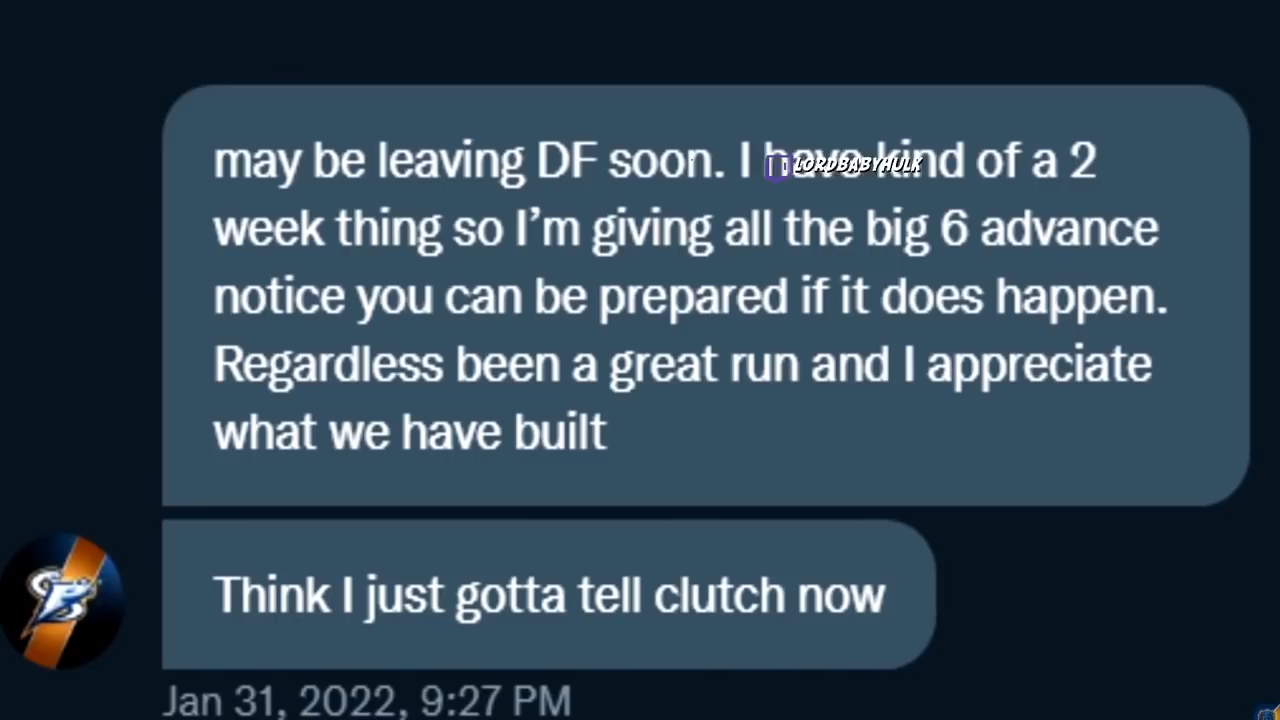 may be leaving DF soon. I have kind of a 2
LORDBABYHULK
week thing so I’m giving all the big 6 advance
notice you can be prepared if it does happen.
Regardless been a great run and I appreciate
what we have built
Think I just gotta tell clutch now
Jan 31, 2022, 9:27 PM